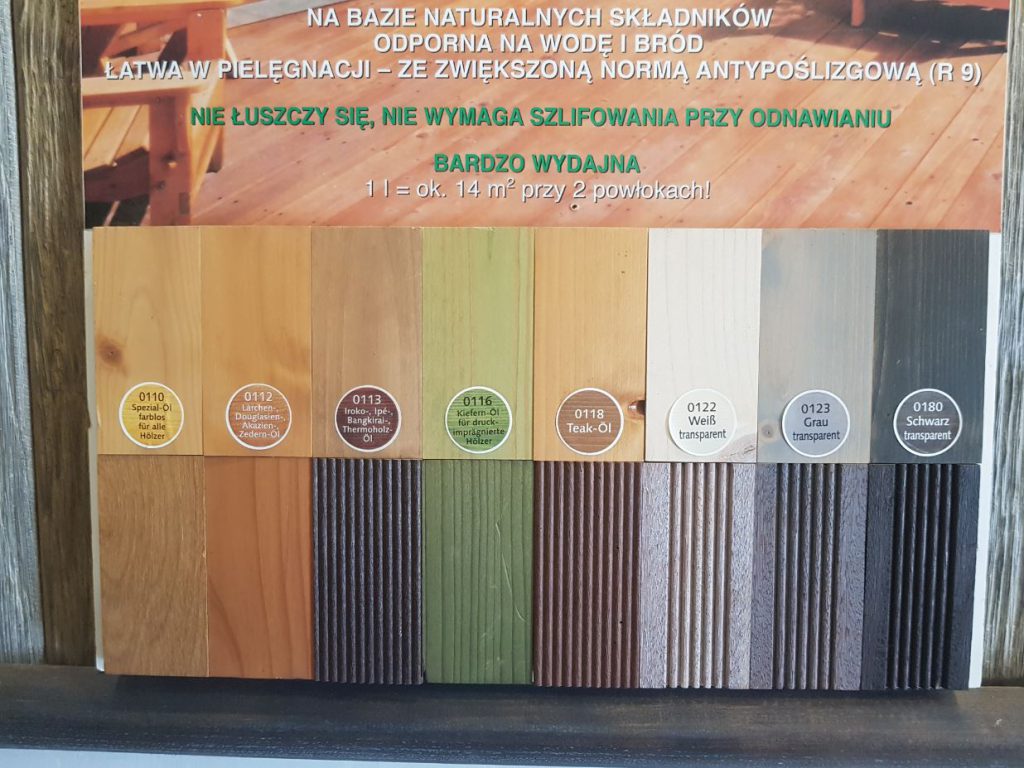 NA BAZIE NATURALNYCH SKŁADNIKÓW
ODPORNA NA WODĘ I BRÓD
ŁATWA W PIELĘGNACJI – ZE ZWIĘKSZONĄ NORMĄ ANTYPOŚLIZGOWĄ (R 9)
NIE ŁUSZCZY SIĘ, NIE WYMAGA SZLIFOWANIA PRZY ODNAWIANIU
BARDZO WYDAJNA
1 l = ok. 14 m² przy 2 powłokach!
0110
Spezial-Öl
farblos
für alle
Hölzer
0112
Lärchen-,
Douglasien-,
Akazien-,
Zedern-Öl
0113
Iroko-, Ipé-,
Bangkirai-,
Thermoholz-
Öl
0116
Kiefern-Öl
für druck-
imprägnierte
Hölzer
0118
Teak-Öl
0122
Weiß
transparent
0123
Grau
transparent
0180
Schwarz
transparent